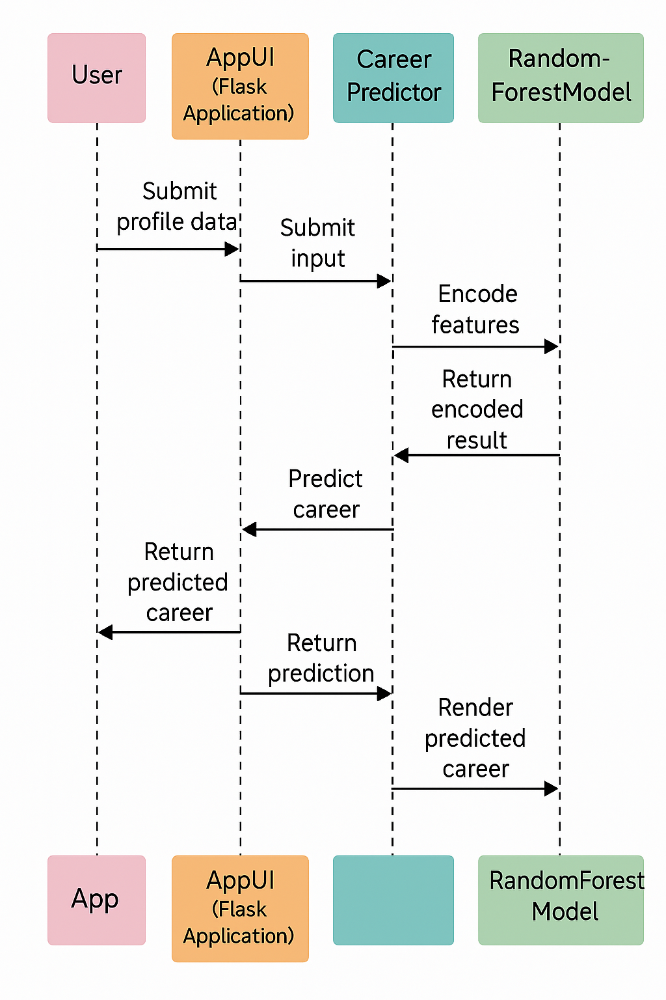 User
AppUI
(Flask
Application)
Career
Predictor
Random-
ForestModel
Submit
profile data
Submit
input
Encode
features
Return
encoded
result
Predict
career
Return
predicted
career
Return
prediction
Render
predicted
career
App
AppUI
(Flask
Application)
RandomForest
Model